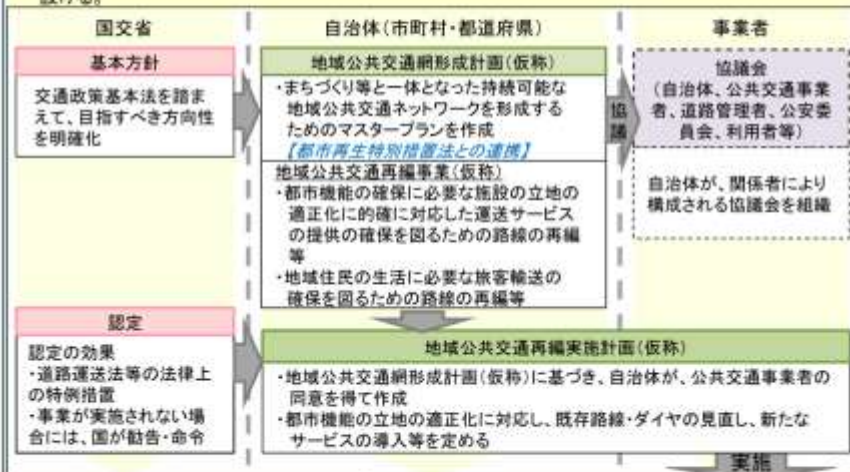 設ける。
国交省
自治体(市町村・都道府県)
事業者
基本方針
交通政策基本法を踏ま
えて、目指すべき方向性
を明確化
地域公共交通網形成計画(仮称)
・まちづくり等と一体となった持続可能な
地域公共交通ネットワークを形成する
ためのマスタープランを作成
【都市再生特別措置法との連携】
地域公共交通再編事業(仮称)
・都市機能の確保に必要な施設の立地の
適正化に的確に対応した運送サービス
の提供の確保を図るための路線の再編
等
・地域住民の生活に必要な旅客輸送の
確保を図るための路線の再編等
協議
協議会
(自治体、公共交通事業
者、道路管理者、公安委
員会、利用者等)
自治体が、関係者により
構成される協議会を組織
認定
認定の効果
・道路運送法等の法律上
の特例措置
・事業が実施されない場
合には、国が勧告・命令
地域公共交通再編実施計画(仮称)
・地域公共交通網形成計画(仮称)に基づき、自治体が、公共交通事業者の
同意を得て作成
・都市機能の立地の適正化に対応し、既存路線・ダイヤの見直し、新たな
サービスの導入等を定める
実施